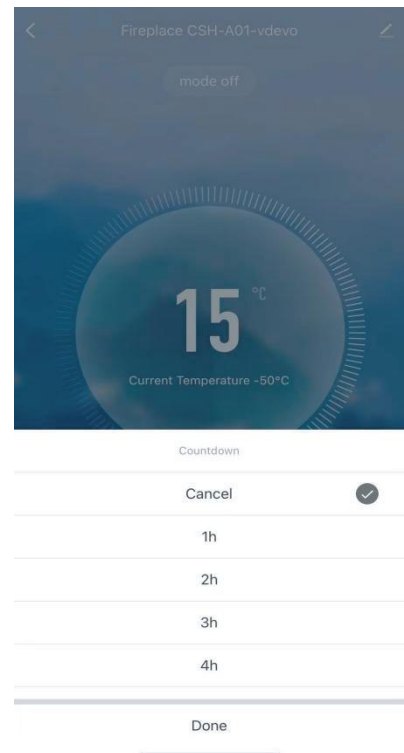 Fireplace CSH-A01-vdevo
mode off
15 °C
Current Temperature -50°C
Countdown
Cancel
1h
2h
3h
4h
Done